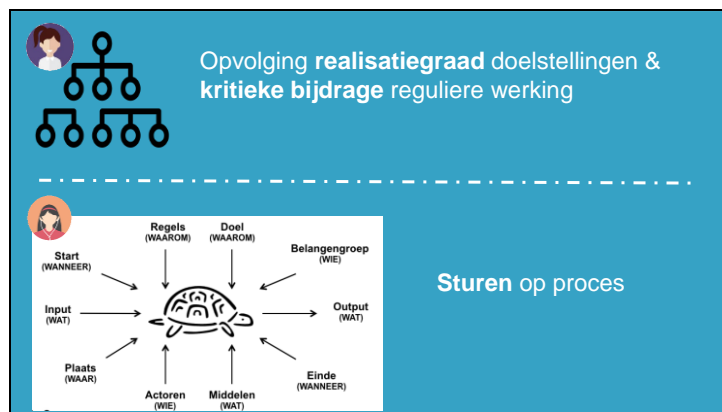 Opvolging realisatiegraad doelstellingen &
kritieke bijdrage reguliere werking
Regels
(WAAROM)
Doel
(WAAROM)
Start
(WANNEER)
Belangengroep
(WIE)
Input
(WAT)
Output
(WAT)
Plaats
(WAAR)
Einde
(WANNEER)
Actoren
(WIE)
Middelen
(WAT)
Sturen op proces